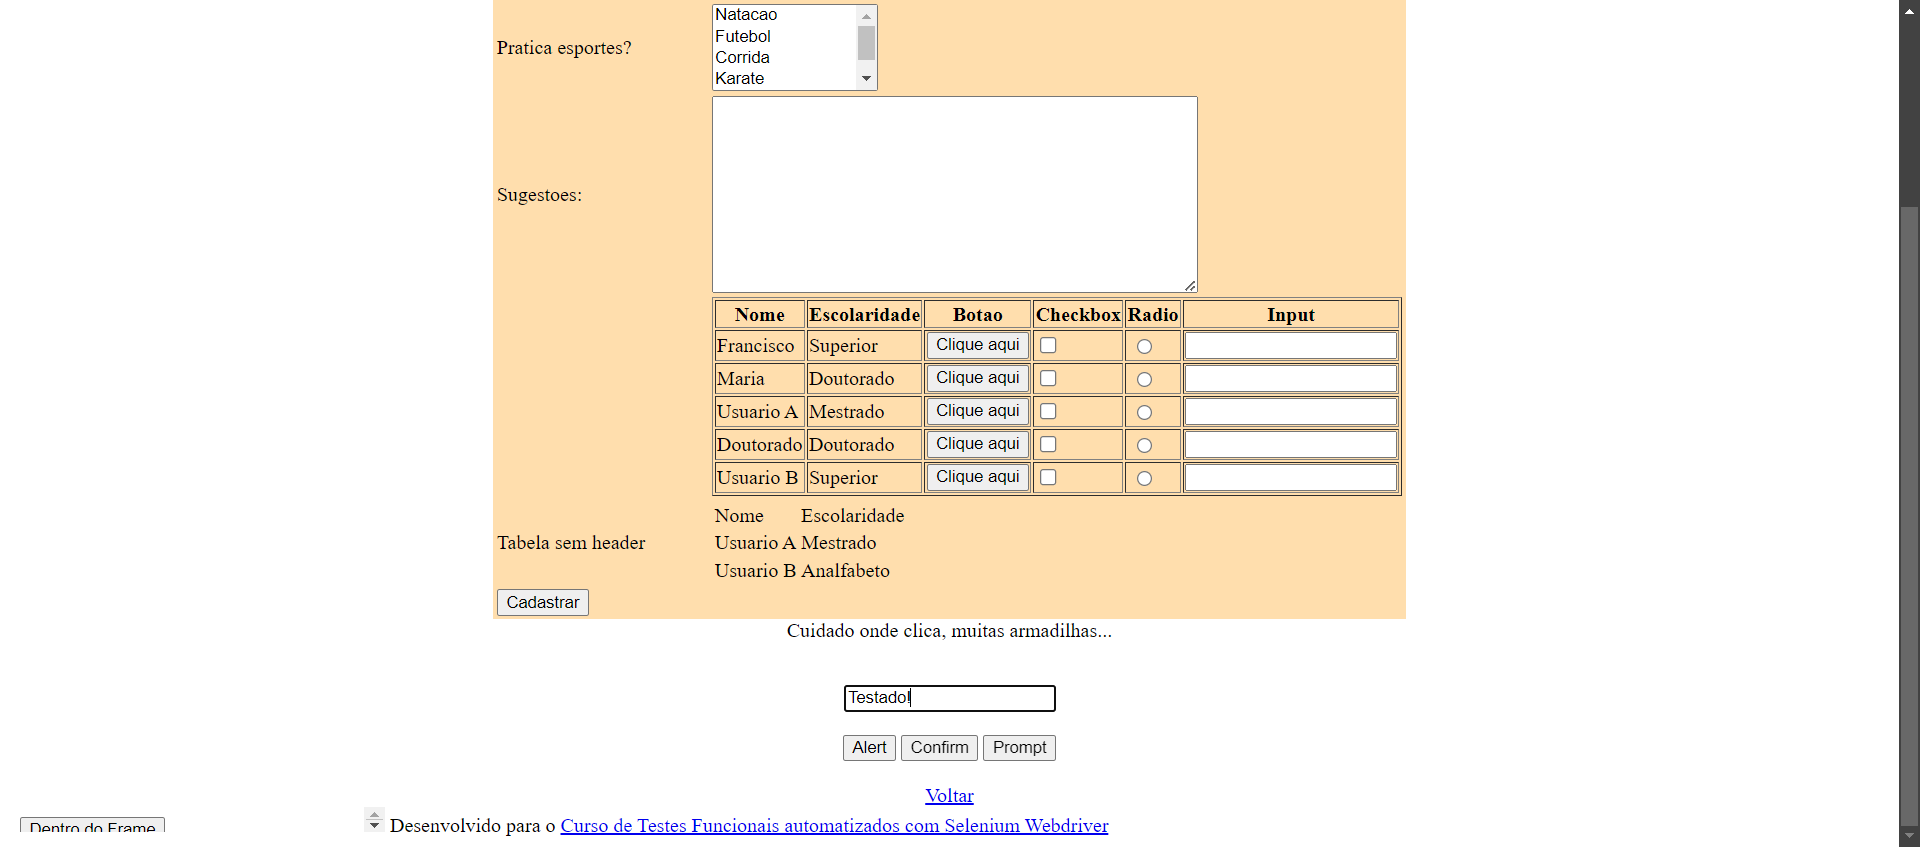 Pratica esportes?
Natacao
Futebol
Corrida
Karate
Sugestoes:
Nome Escolaridade Botao Checkbox Radio Input
Francisco Superior Clique aqui
Maria Doutorado Clique aqui
Usuario A Mestrado Clique aqui
Doutorado Doutorado Clique aqui
Usuario B Superior Clique aqui
Tabela sem header
Nome Escolaridade
Usuario A Mestrado
Usuario B Analfabeto
Cadastrar
Cuidado onde clica, muitas armadilhas...
Testado!
Alert Confirm Prompt
Voltar
Dentro do Frame
Desenvolvido para o Curso de Testes Funcionais automatizados com Selenium Webdriver